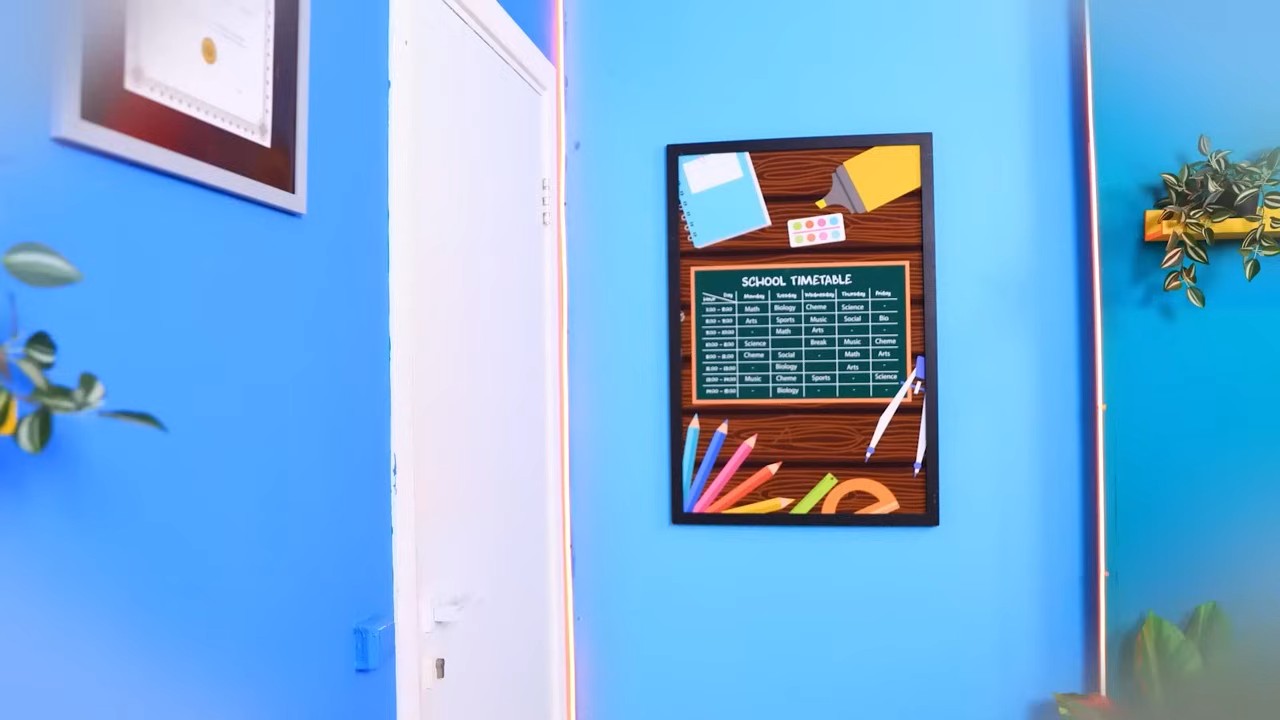 SCHOOL TIMETABLE
Day Monday Tuesday Wednesday Thursday Friday
Math Biology Cheme Science -
Arts Sports Music Social Bio
- Math Arts
Science Break Music Cheme
Cheme Social - Math Arts
- Biology Arts
Music Cheme Sports - Science
- Biology - - -